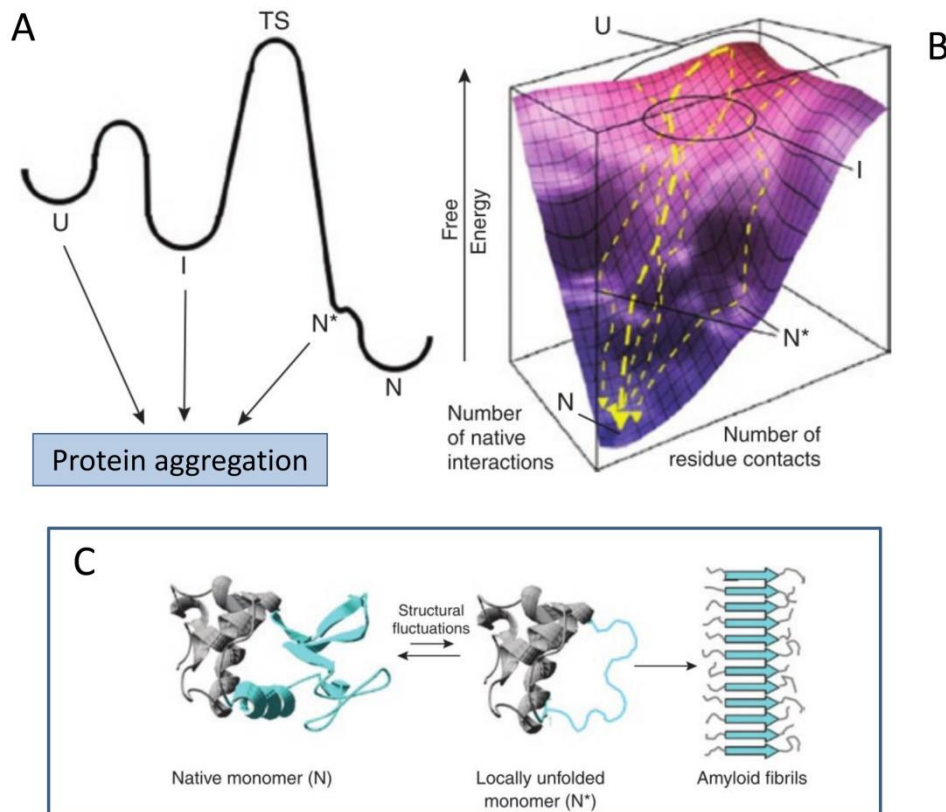 A
TS
U
I
N*
N
Protein aggregation
B
U
Free
Energy
I
N*
N
Number
of native
interactions
Number of
residue contacts
C
Structural
fluctuations
Native monomer (N)
Locally unfolded
monomer (N*)
Amyloid fibrils